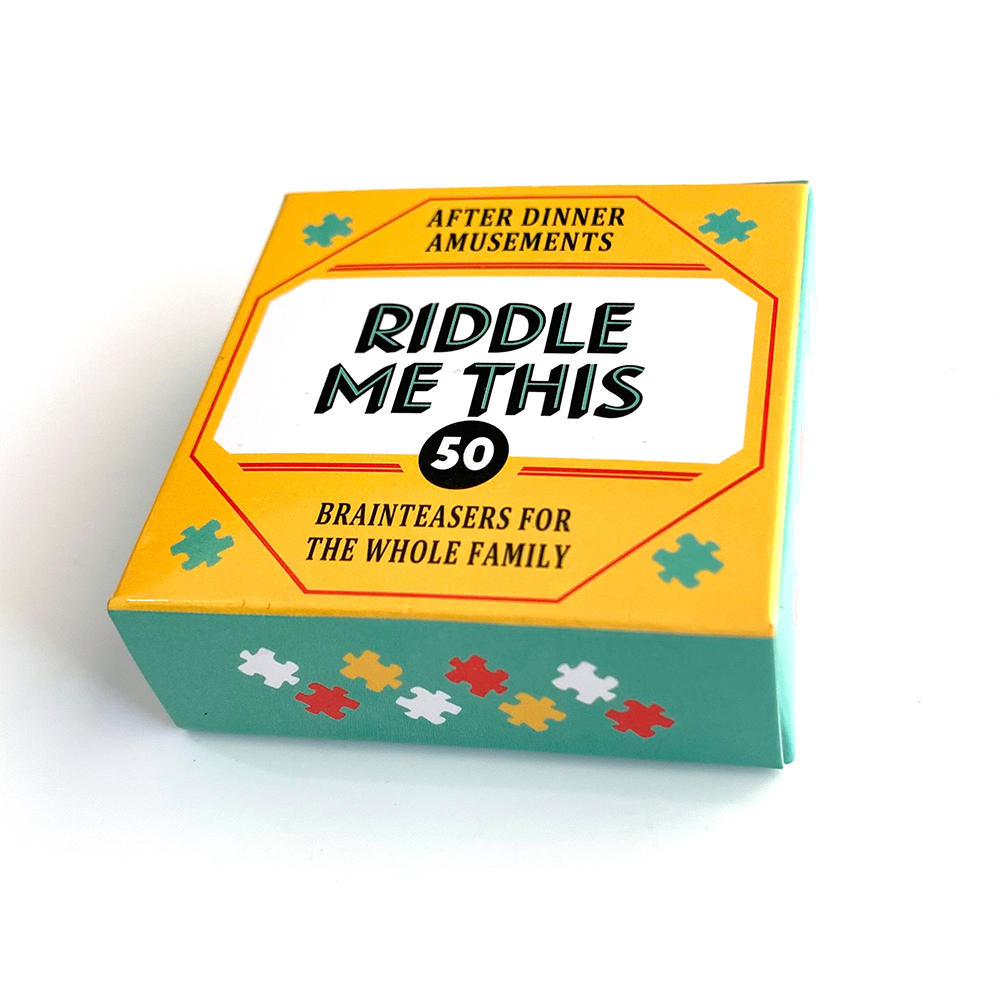 AFTER DINNER
AMUSEMENTS
RIDDLE
ME THIS
50
BRAINTEASERS FOR
THE WHOLE FAMILY